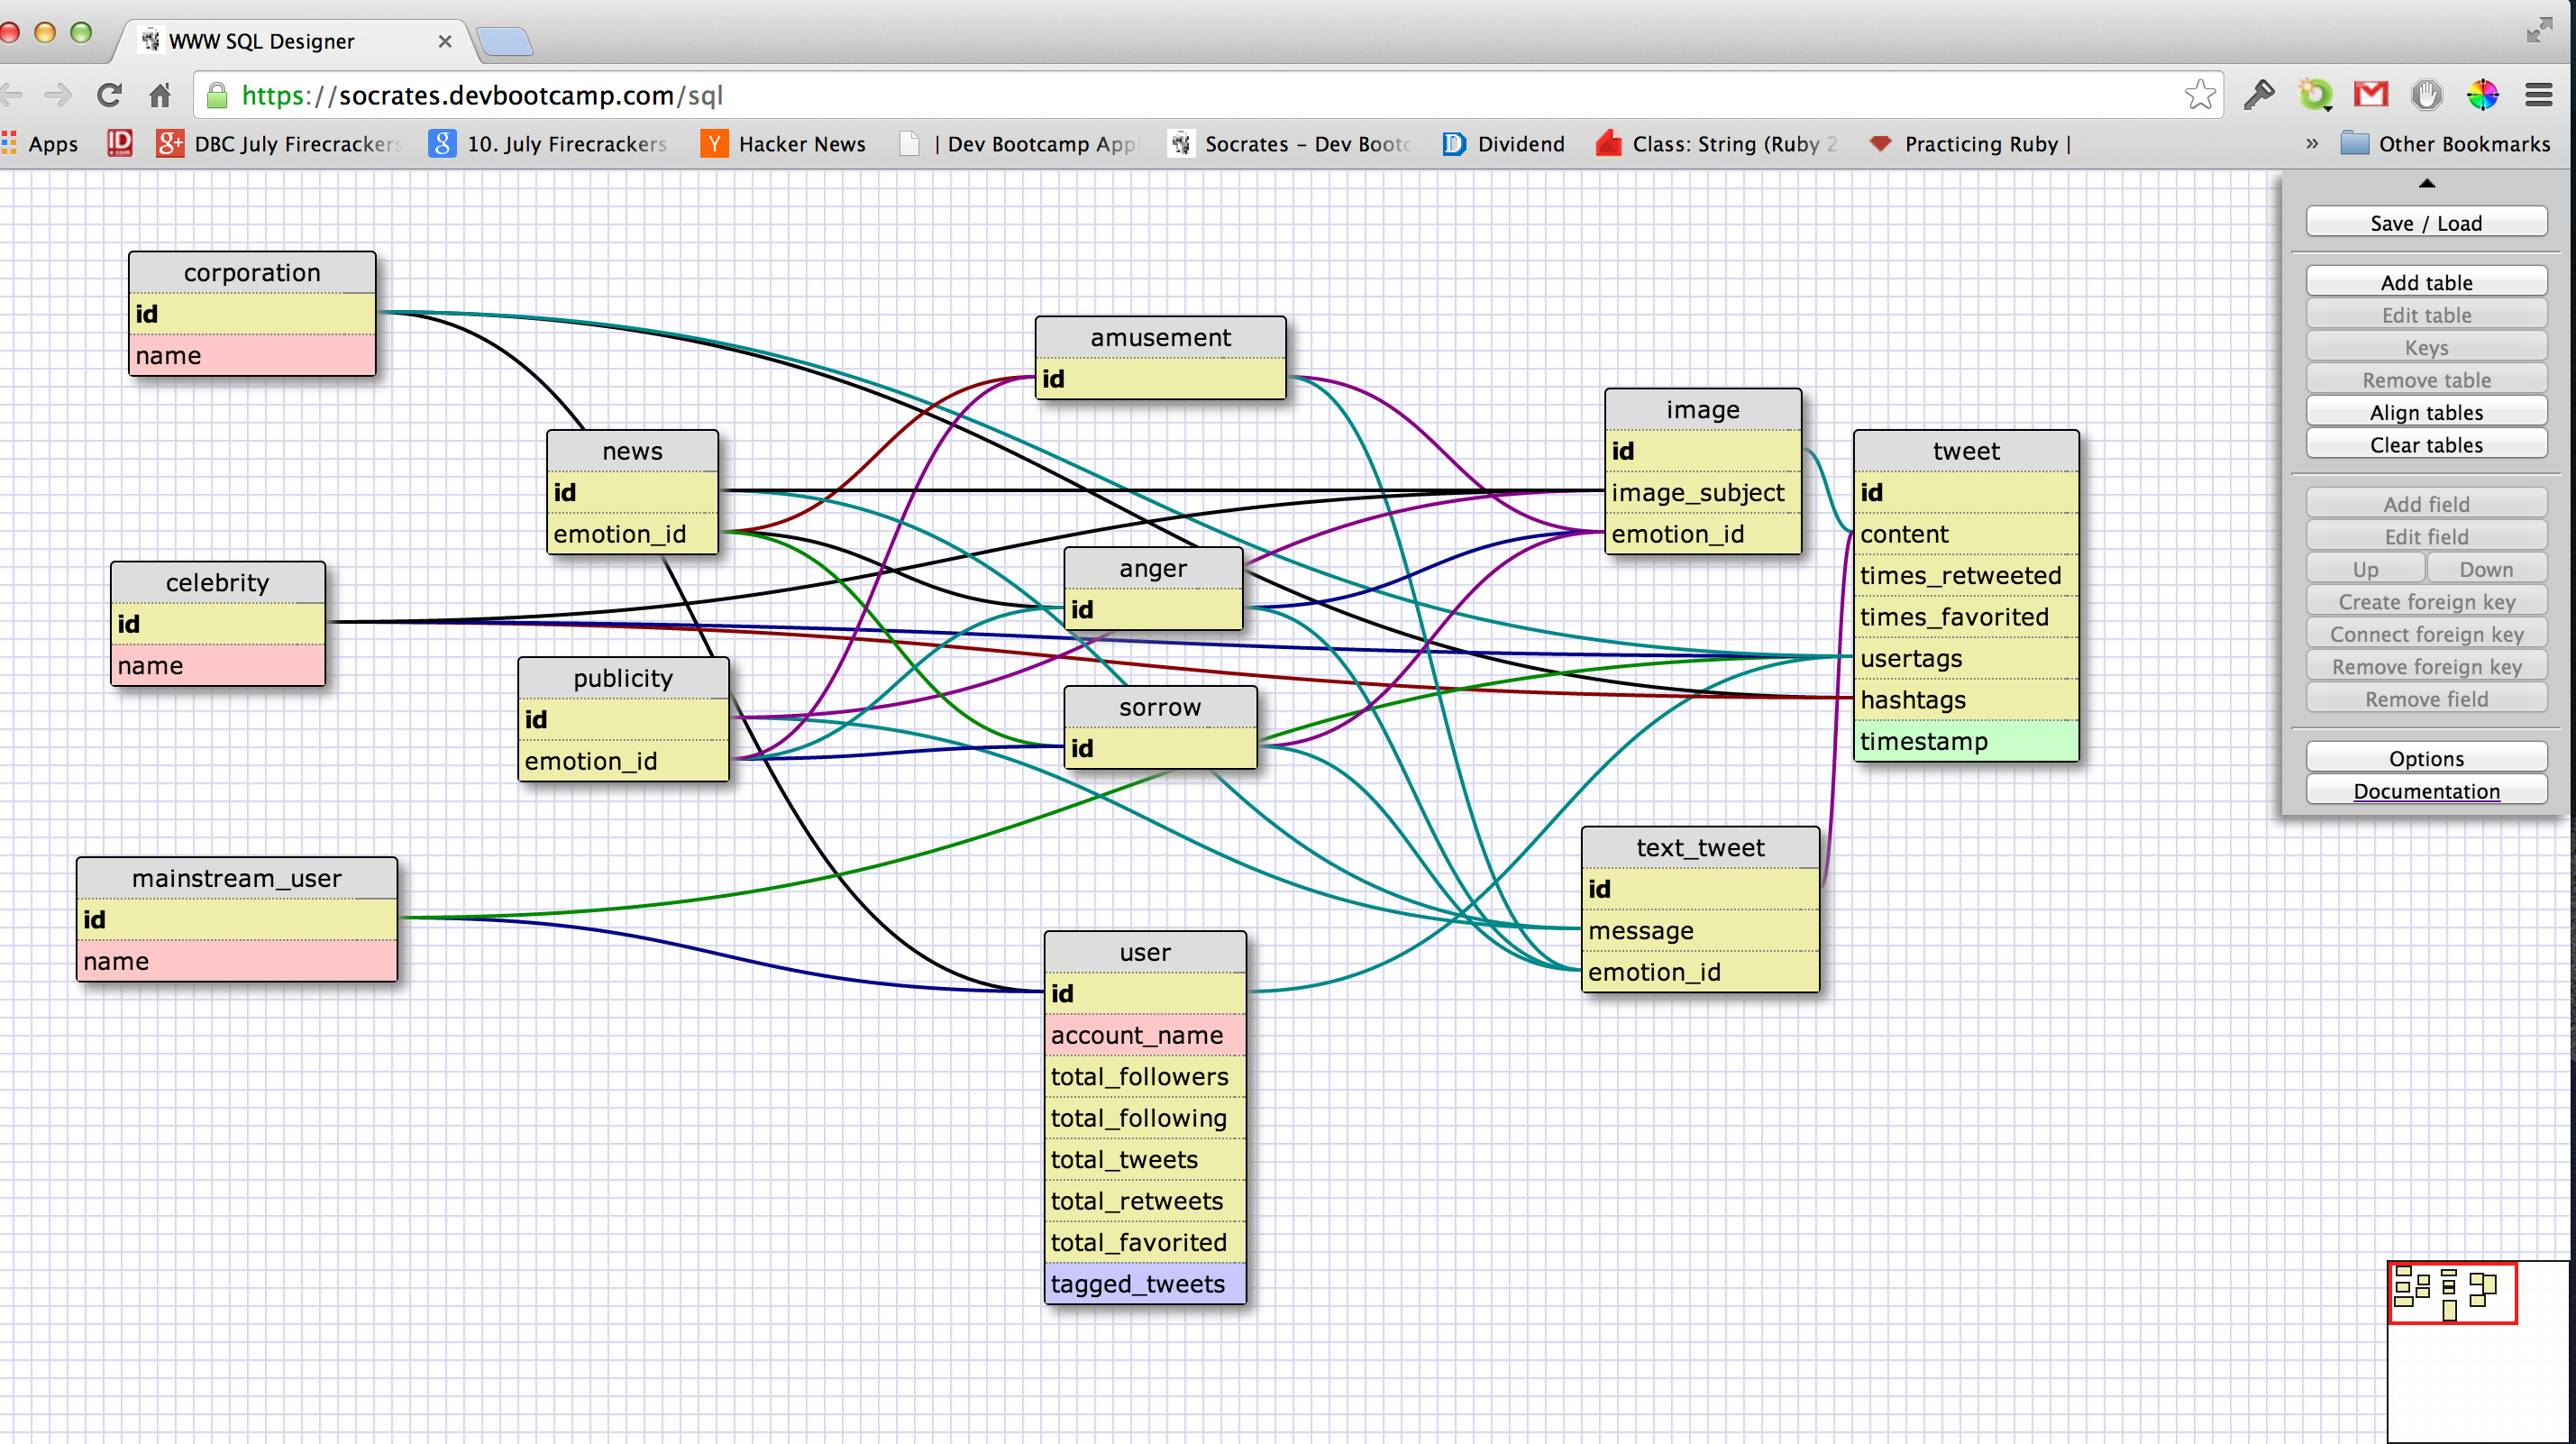 WWW SQL Designer
https://socrates.devbootcamp.com/sql
Apps
ID
.com
DBC July Firecrackers
10. July Firecrackers
Hacker News
| Dev Bootcamp App
Socrates – Dev Bootc
Dividend
Class: String (Ruby 2
Practicing Ruby |
» Other Bookmarks
corporation
id
name
news
id
emotion_id
celebrity
id
name
publicity
id
emotion_id
mainstream_user
id
name
amusement
id
anger
id
sorrow
id
user
id
account_name
total_followers
total_following
total_tweets
total_retweets
total_favorited
tagged_tweets
image
id
image_subject
emotion_id
tweet
id
content
times_retweeted
times_favorited
usertags
hashtags
timestamp
text_tweet
id
message
emotion_id
Save / Load
Add table
Edit table
Keys
Remove table
Align tables
Clear tables
Add field
Edit field
Up Down
Create foreign key
Connect foreign key
Remove foreign key
Remove field
Options
Documentation